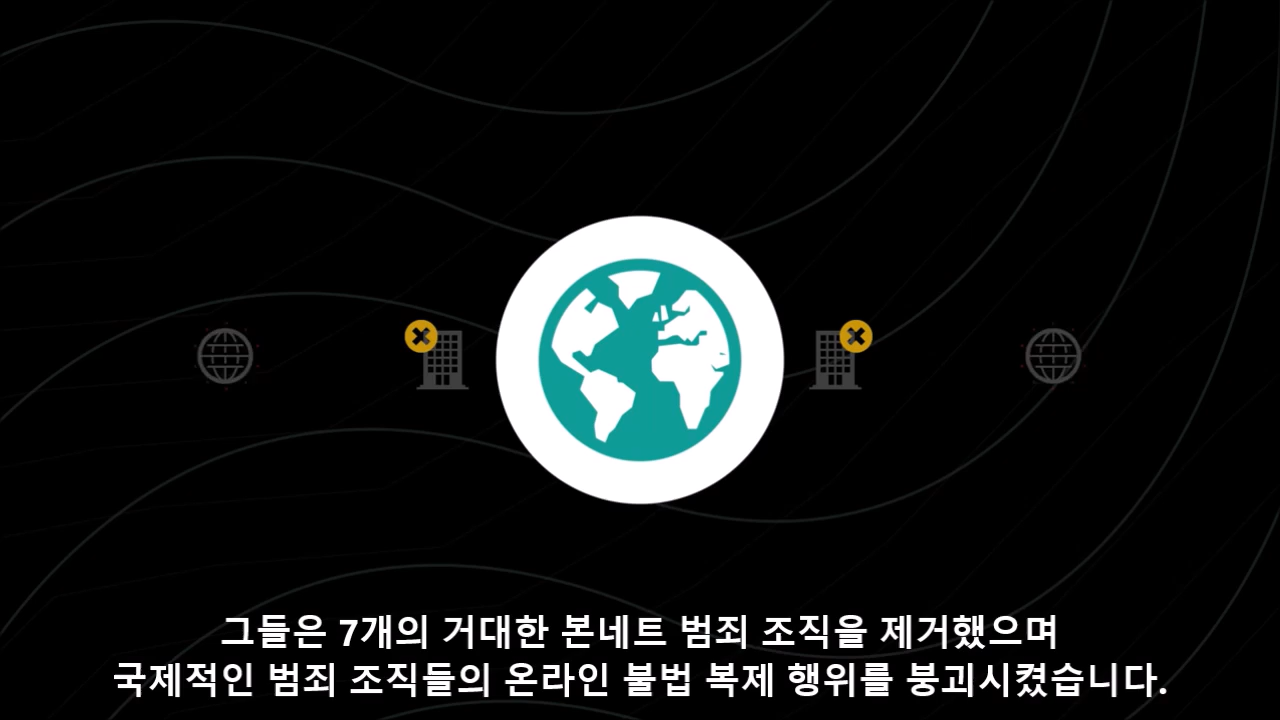 그들은 7개의 거대한 본네트 범죄 조직을 제거했으며
국제적인 범죄 조직들의 온라인 불법 복제 행위를 붕괴시켰습니다.